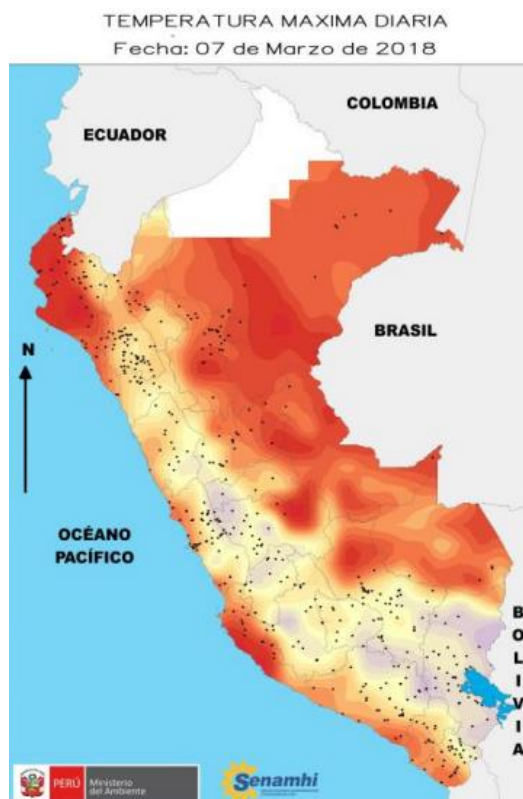 TEMPERATURA MAXIMA DIARIA
Fecha: 07 de Marzo de 2018
COLOMBIA
ECUADOR
BRASIL
N
OCÉANO
PACÍFICO
BOLIVIA
PERÚ
Ministerio
del Ambiente
Senamhi